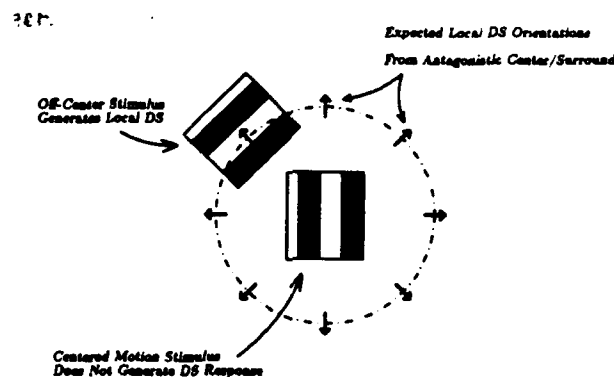 Expected Local DS Orientations
From Antagonistic Center/Surround
Off-Center Stimulus
Generates Local DS
Centered Motion Stimulus
Does Not Generate DS Response